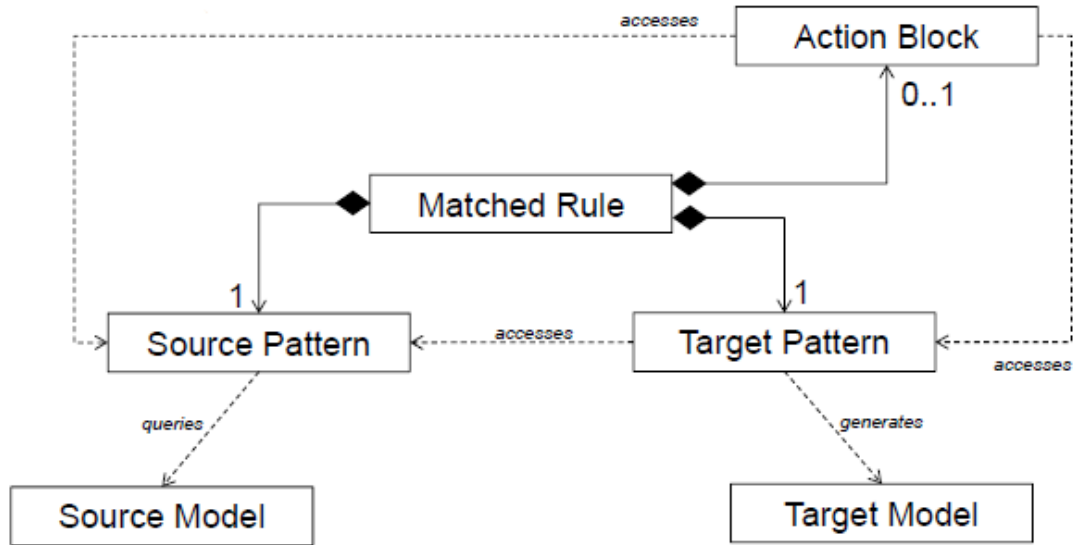 accesses
Action Block
0..1
Matched Rule
1
1
Source Pattern
accesses
Target Pattern
accesses
queries
generates
Source Model
Target Model